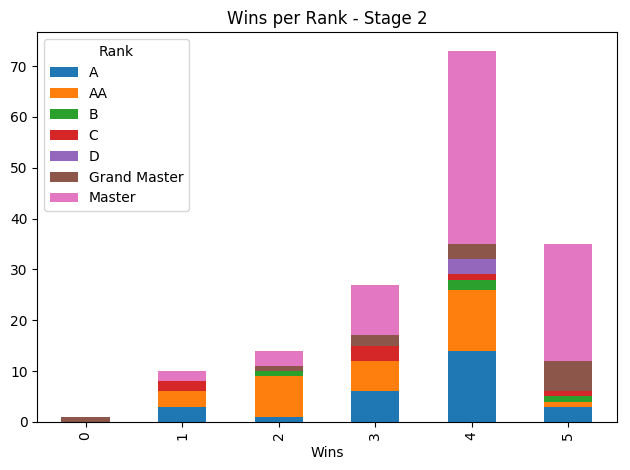 Wins per Rank - Stage 2
Rank
A
AA
B
C
D
Grand Master
Master
70
60
50
40
30
20
10
0
0 1 2 3 4 5
Wins